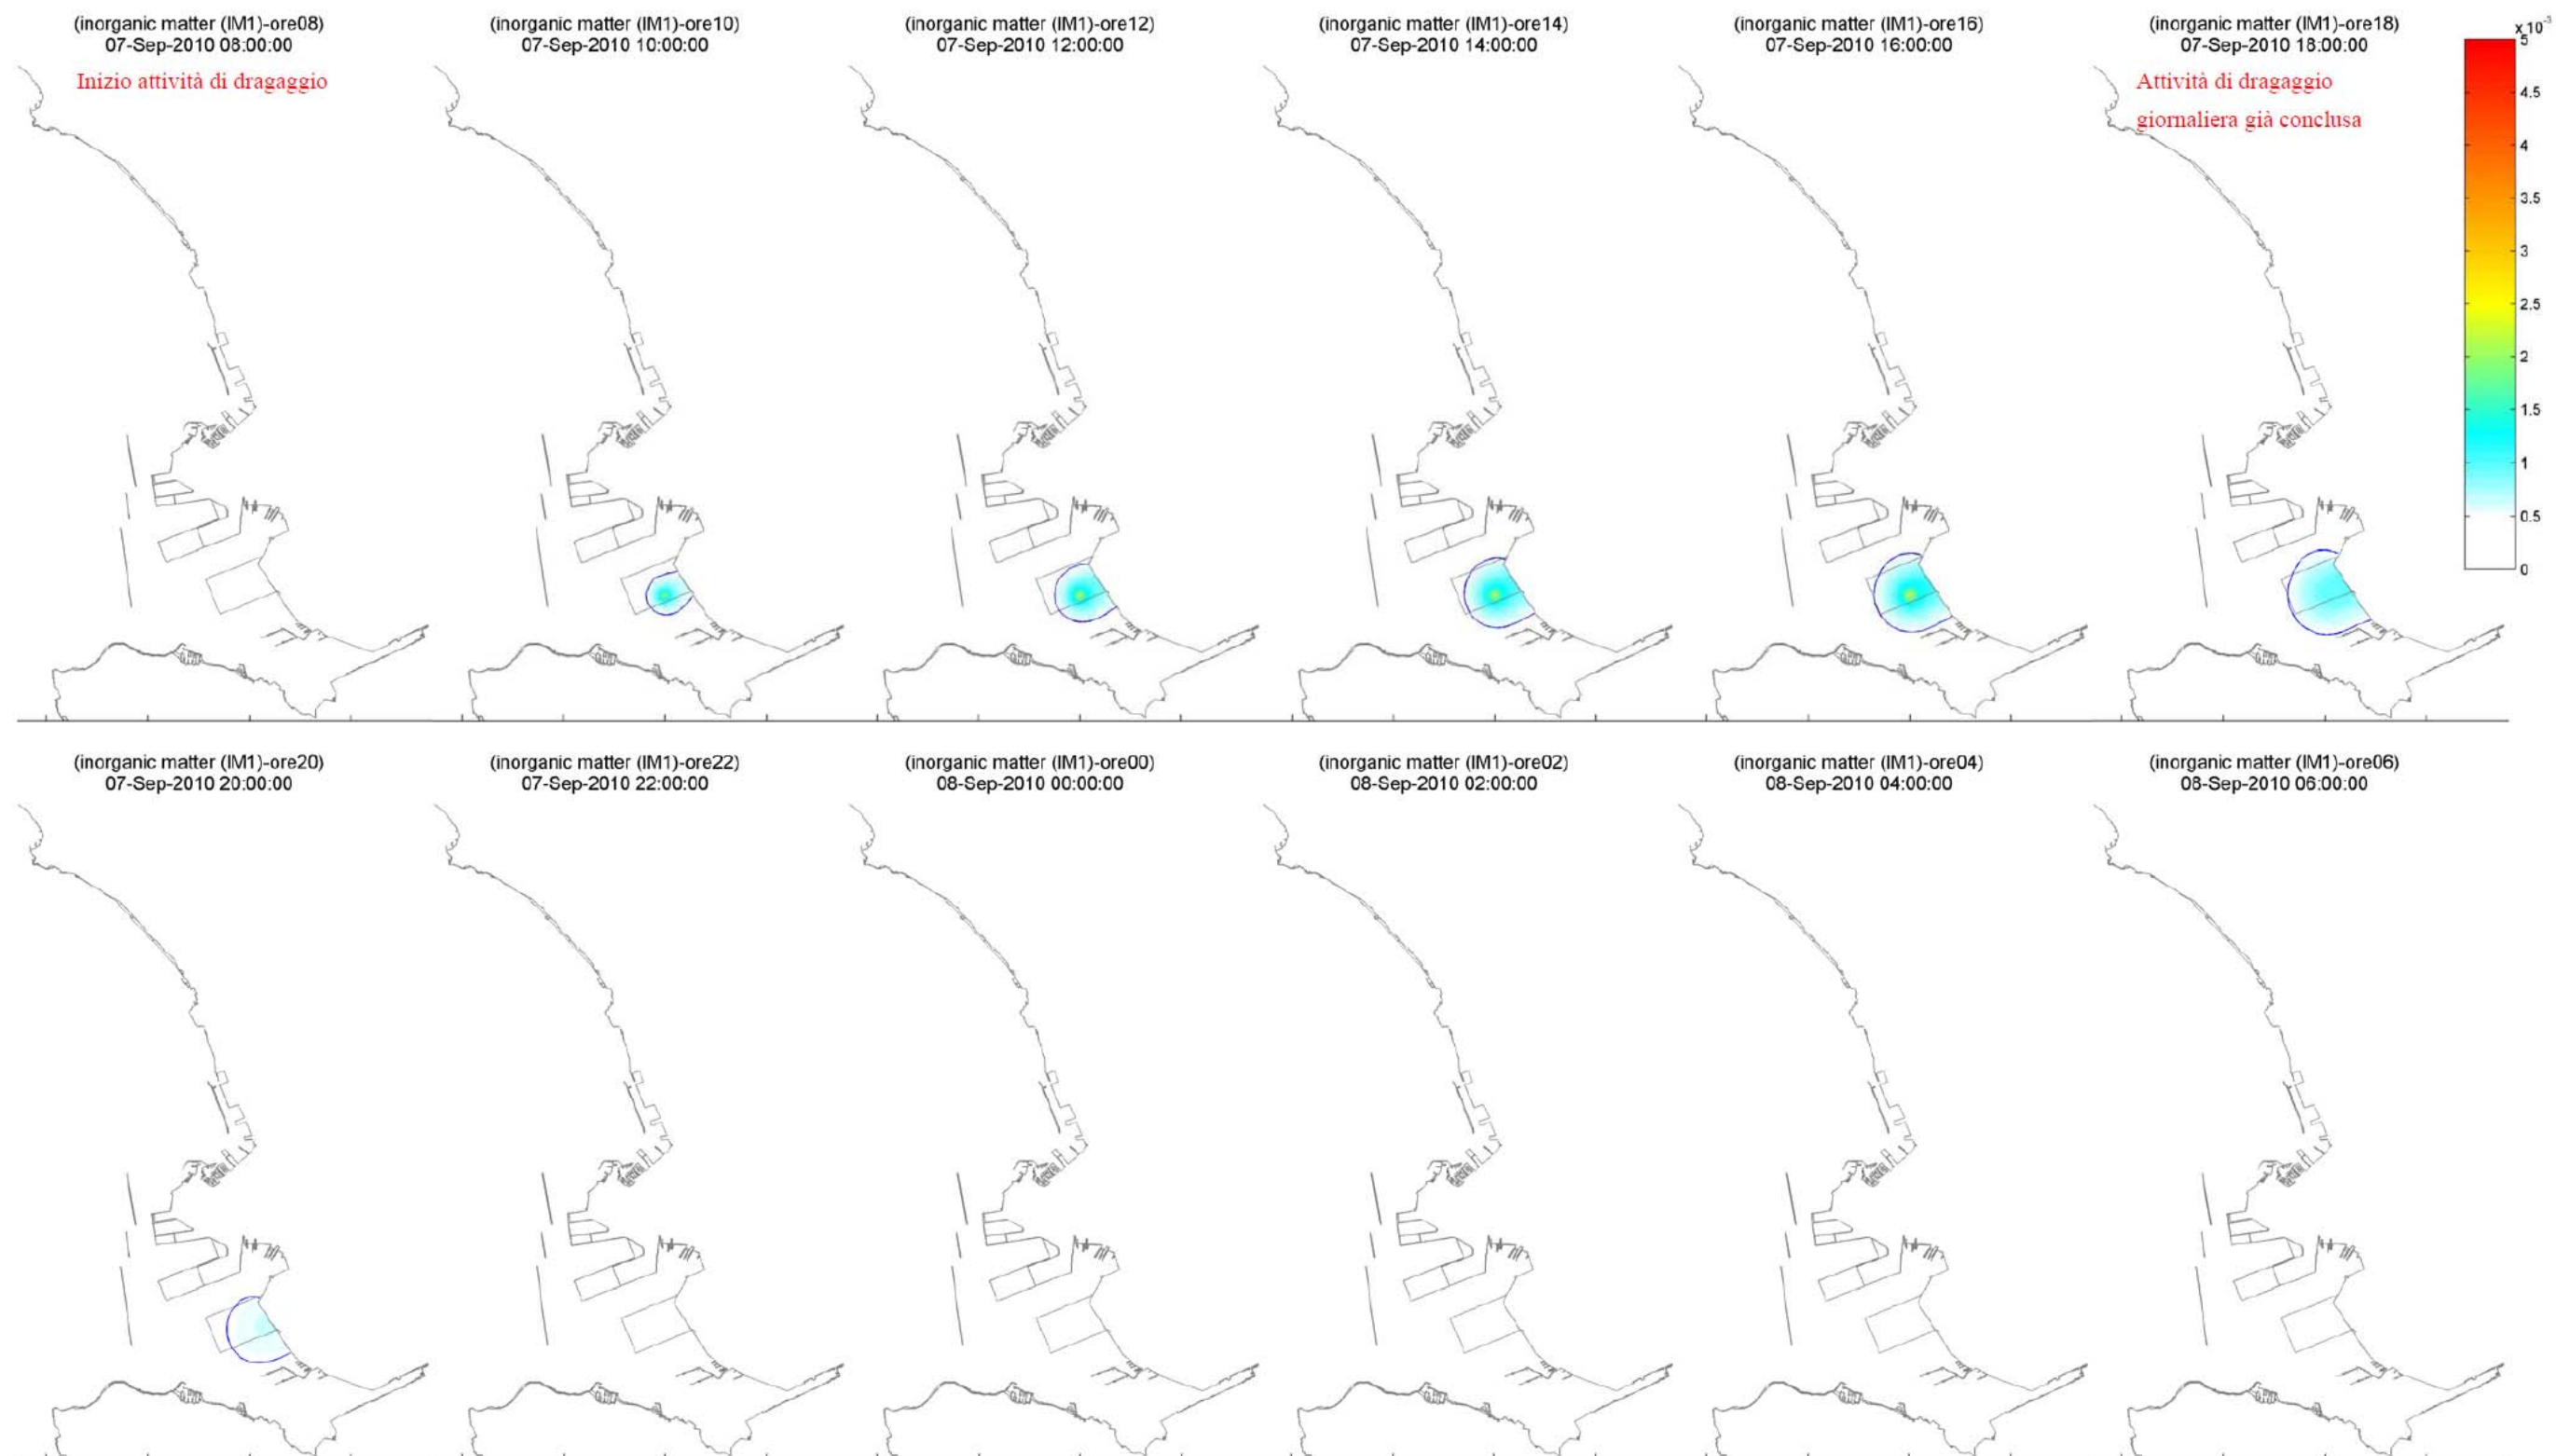 (inorganic matter (IM1)-ore08)
07-Sep-2010 08:00:00
Inizio attività di dragaggio
(inorganic matter (IM1)-ore10)
07-Sep-2010 10:00:00
(inorganic matter (IM1)-ore12)
07-Sep-2010 12:00:00
(inorganic matter (IM1)-ore14)
07-Sep-2010 14:00:00
(inorganic matter (IM1)-ore16)
07-Sep-2010 16:00:00
(inorganic matter (IM1)-ore18)
07-Sep-2010 18:00:00
Attività di dragaggio
giornaliera già conclusa
x 10⁻³
5
4.5
4
3.5
3
2.5
2
1.5
1
0.5
0
(inorganic matter (IM1)-ore20)
07-Sep-2010 20:00:00
(inorganic matter (IM1)-ore22)
07-Sep-2010 22:00:00
(inorganic matter (IM1)-ore00)
08-Sep-2010 00:00:00
(inorganic matter (IM1)-ore02)
08-Sep-2010 02:00:00
(inorganic matter (IM1)-ore04)
08-Sep-2010 04:00:00
(inorganic matter (IM1)-ore06)
08-Sep-2010 06:00:00